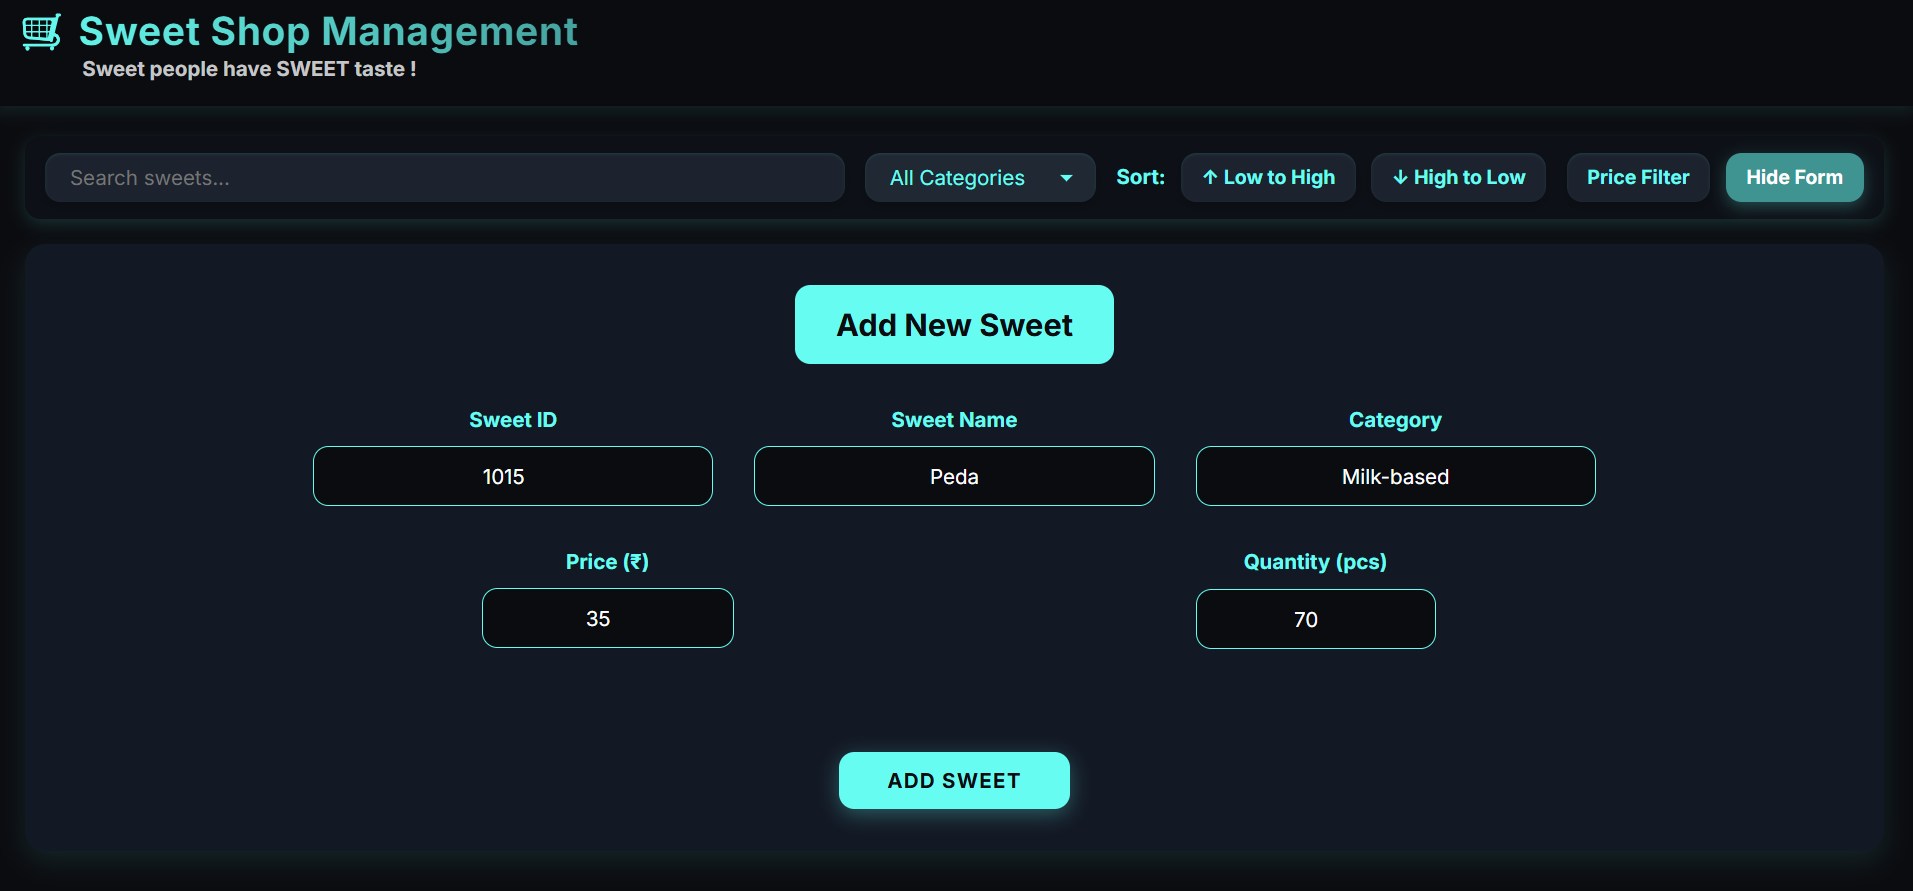 Sweet Shop Management
Sweet people have SWEET taste !
Search sweets...
All Categories
Sort:
↑ Low to High
↓ High to Low
Price Filter
Hide Form
Add New Sweet
Sweet ID
Sweet Name
Category
1015
Peda
Milk-based
Price (₹)
Quantity (pcs)
35
70
ADD SWEET